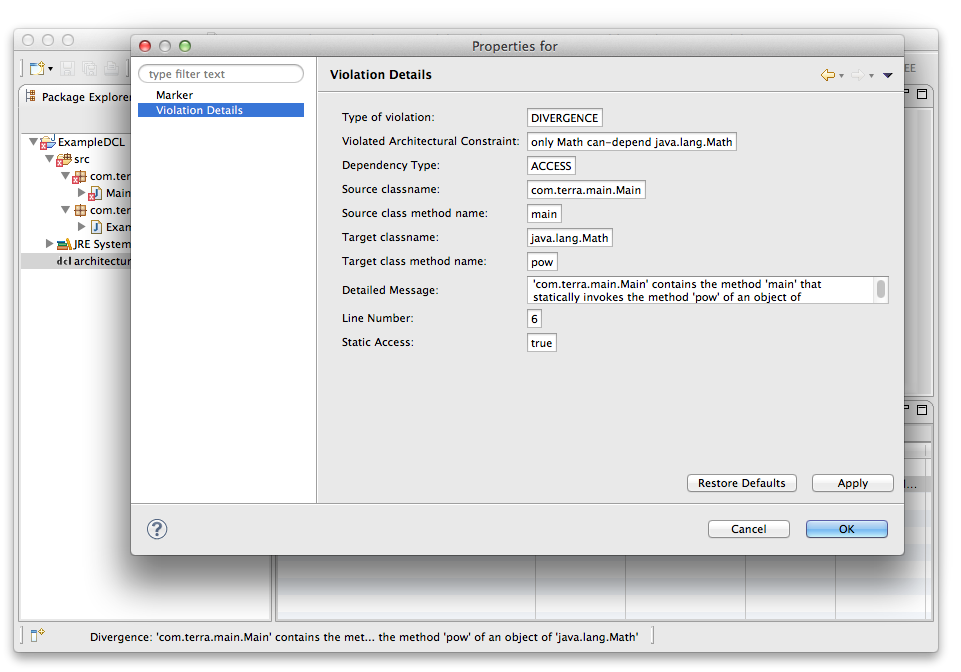 Properties for
EE
type filter text
Marker
Violation Details
Violation Details
Package Explorer
ExampleDCL
src
com.ter
Main
com.ter
Exam
JRE System
dcl architectur
Type of violation: DIVERGENCE
Violated Architectural Constraint: only Math can-depend java.lang.Math
Dependency Type: ACCESS
Source classname: com.terra.main.Main
Source class method name: main
Target classname: java.lang.Math
Target class method name: pow
Detailed Message: 'com.terra.main.Main' contains the method 'main' that
statically invokes the method 'pow' of an object of
Line Number: 6
Static Access: true
Restore Defaults Apply
Cancel OK
Divergence: 'com.terra.main.Main' contains the met... the method 'pow' of an object of 'java.lang.Math'